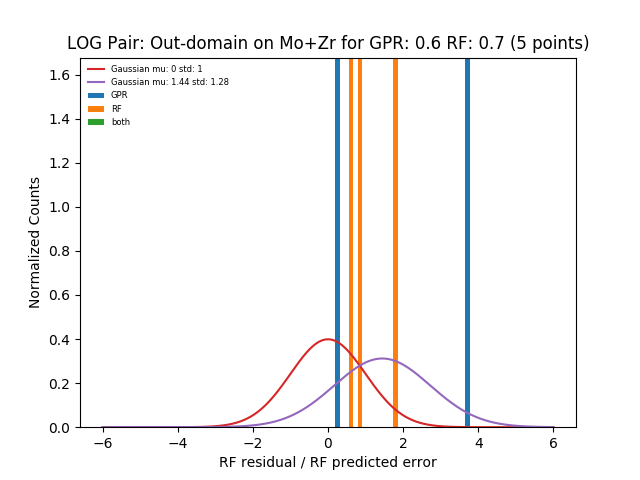 LOG Pair: Out-domain on Mo+Zr for GPR: 0.6 RF: 0.7 (5 points)
Gaussian mu: 0 std: 1
Gaussian mu: 1.44 std: 1.28
GPR
RF
both
1.6
1.4
1.2
1.0
0.8
0.6
0.4
0.2
0.0
Normalized Counts
−6 −4 −2 0 2 4 6
RF residual / RF predicted error